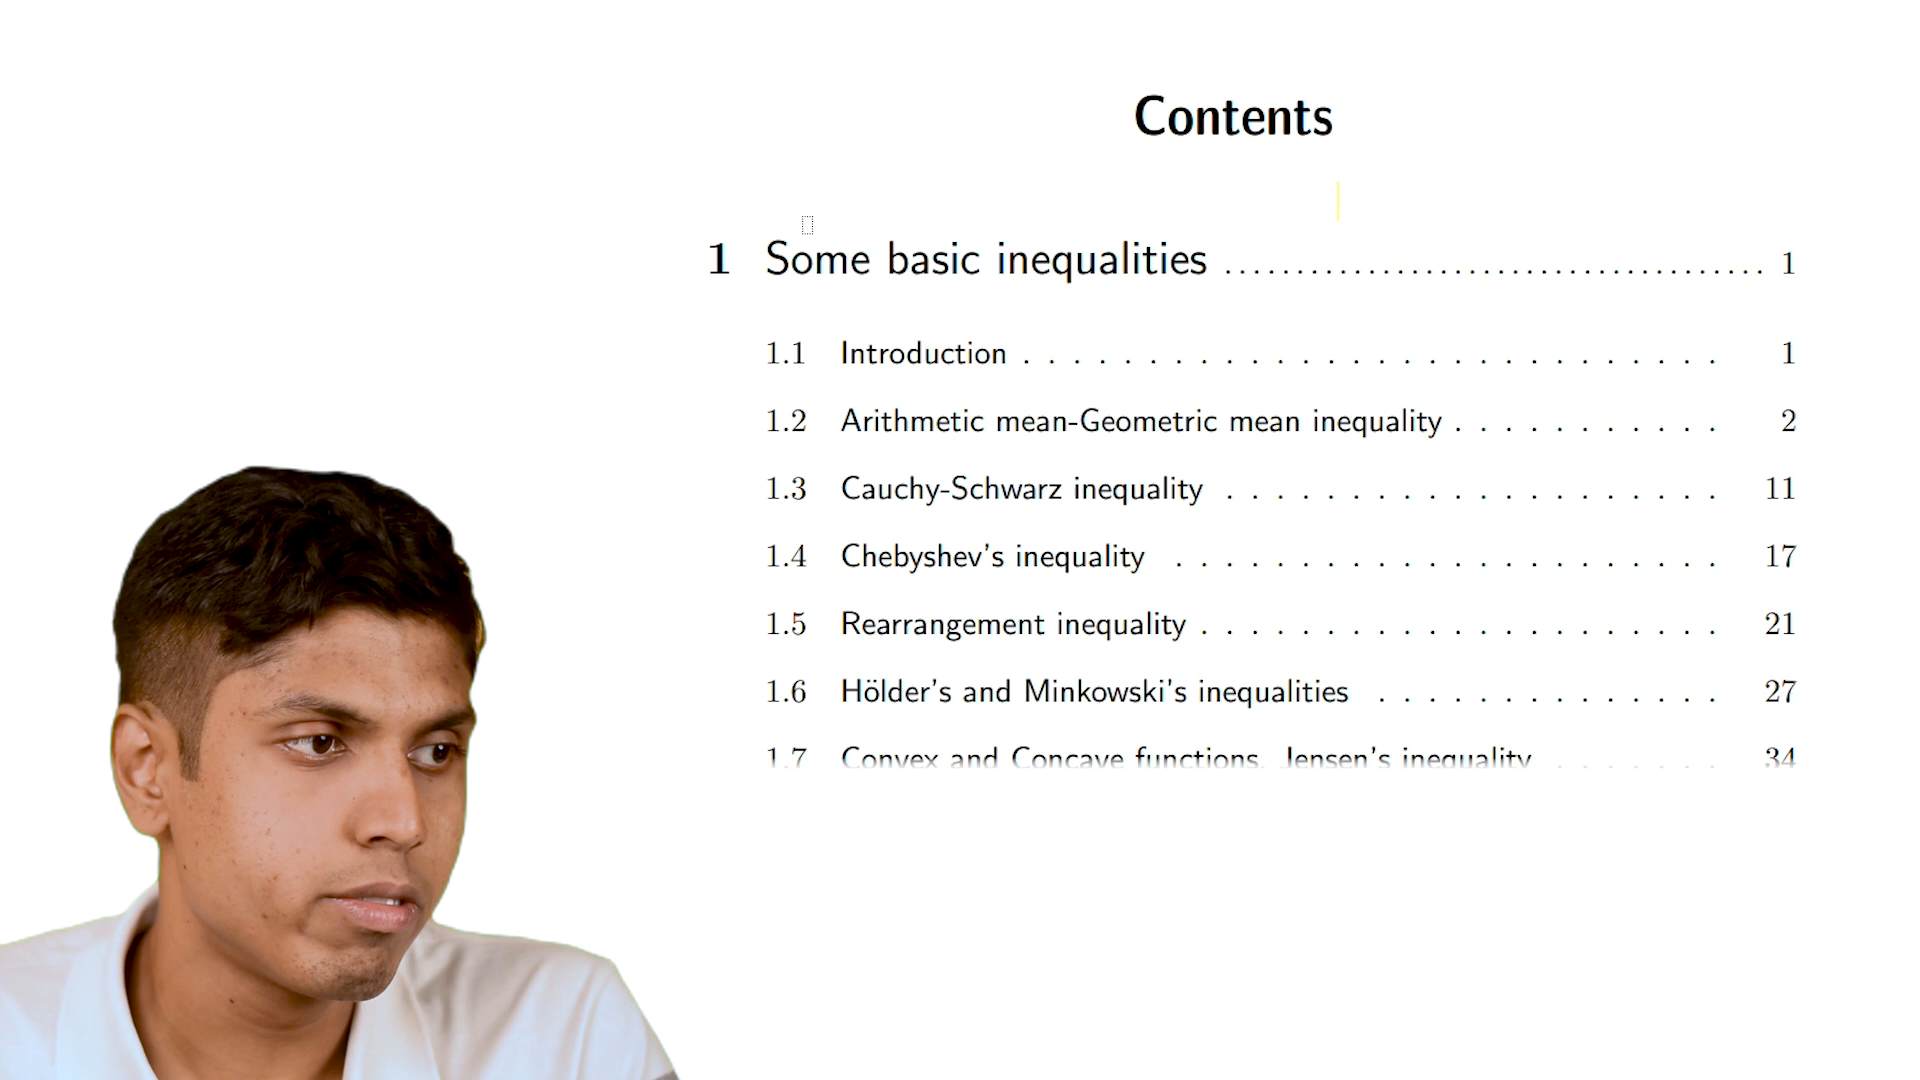 Contents
1 Some basic inequalities ..................................... 1
1.1 Introduction . . . . . . . . . . . . . . . . . . . . . . . . . . . . 1
1.2 Arithmetic mean-Geometric mean inequality . . . . . . . . . . . 2
1.3 Cauchy-Schwarz inequality . . . . . . . . . . . . . . . . . . . . 11
1.4 Chebyshev's inequality . . . . . . . . . . . . . . . . . . . . . . 17
1.5 Rearrangement inequality . . . . . . . . . . . . . . . . . . . . . 21
1.6 Hölder's and Minkowski's inequalities . . . . . . . . . . . . . . 27
1.7 Convex and Concave functions, Jensen's inequality . . . . . . . 34